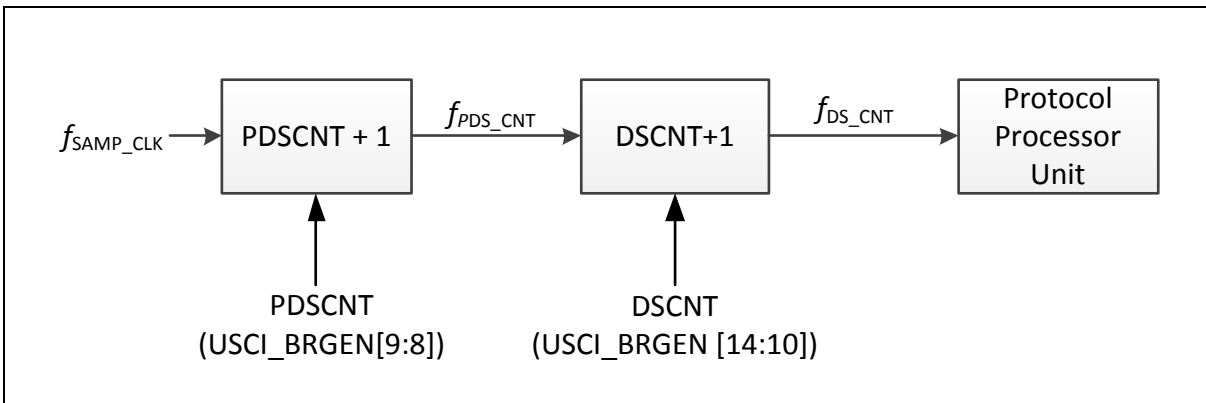 fSAMP_CLK
PDSCNT + 1
fPDS_CNT
DSCNT+1
fDS_CNT
Protocol
Processor
Unit
PDSCNT
(USCI_BRGEN[9:8])
DSCNT
(USCI_BRGEN [14:10])